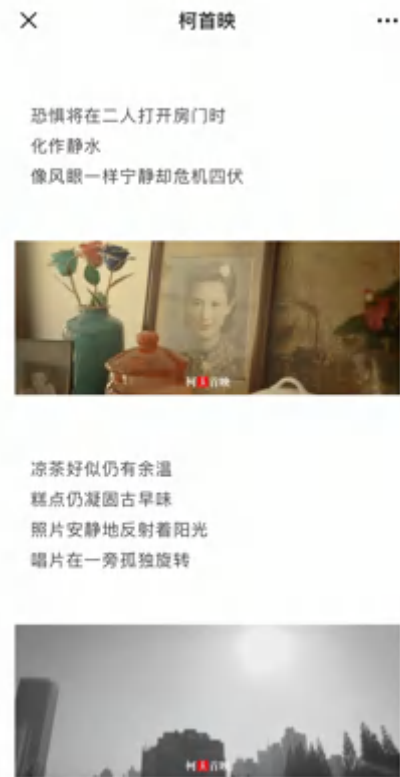 柯首映
恐惧将在二人打开房门时
化作静水
像风眼一样宁静却危机四伏
柯首映
凉茶好似仍有余温
糕点仍凝固古早味
照片安静地反射着阳光
唱片在一旁孤独旋转
柯首映